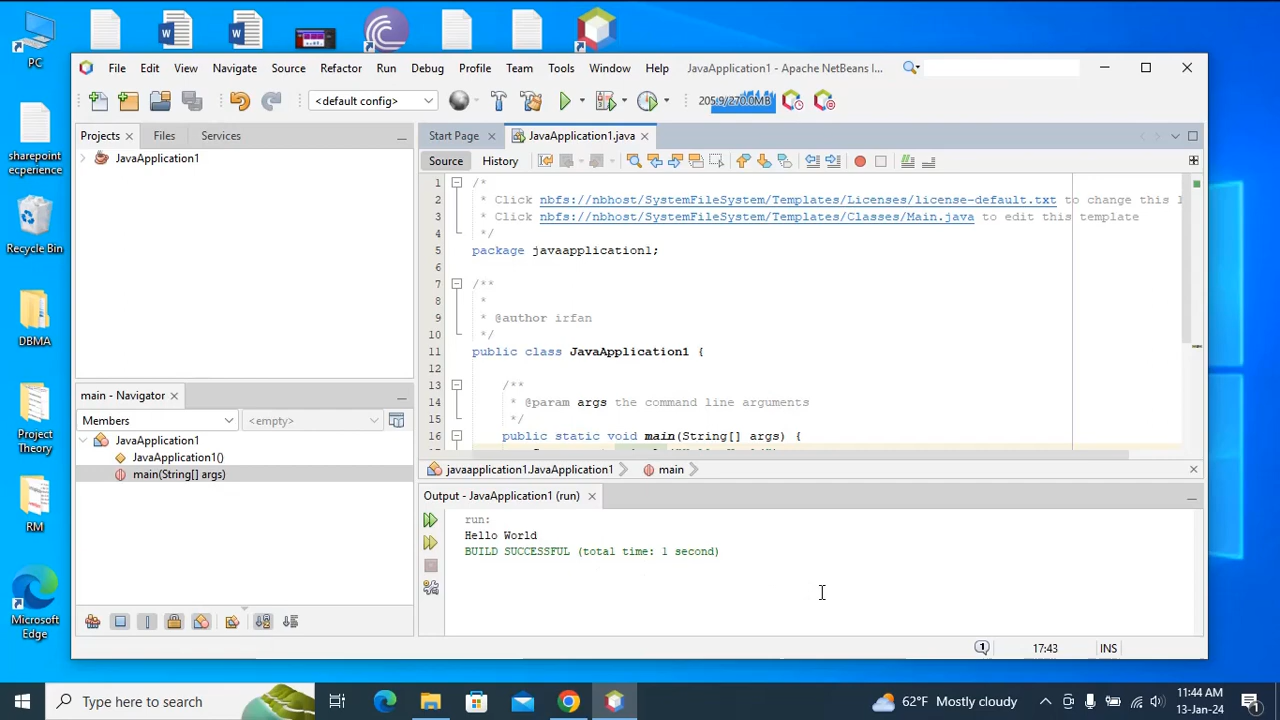 PC
sharepoint
ecperience
Recycle Bin
DBMA
Project
Theory
RM
Microsoft
Edge
File Edit View Navigate Source Refactor Run Debug Profile Team Tools Window Help JavaApplication1 - Apache NetBeans I...
<default config> 205.9/270.0MB
Projects Files Services
JavaApplication1
main - Navigator
Members <empty>
JavaApplication1
JavaApplication1()
main(String[] args)
Start Page JavaApplication1.java
Source History
1 /*
2 * Click nbfs://nbhost/SystemFileSystem/Templates/Licenses/license-default.txt to change this l
3 * Click nbfs://nbhost/SystemFileSystem/Templates/Classes/Main.java to edit this template
4 */
5 package javaapplication1;
6
7 /**
8 *
9 * @author irfan
10 */
11 public class JavaApplication1 {
12
13 /**
14 * @param args the command line arguments
15 */
16 public static void main(String[] args) {
javaapplication1.JavaApplication1 main
Output - JavaApplication1 (run)
run:
Hello World
BUILD SUCCESSFUL (total time: 1 second)
1 17:43 INS
Type here to search
62°F Mostly cloudy
11:44 AM
13-Jan-24
1